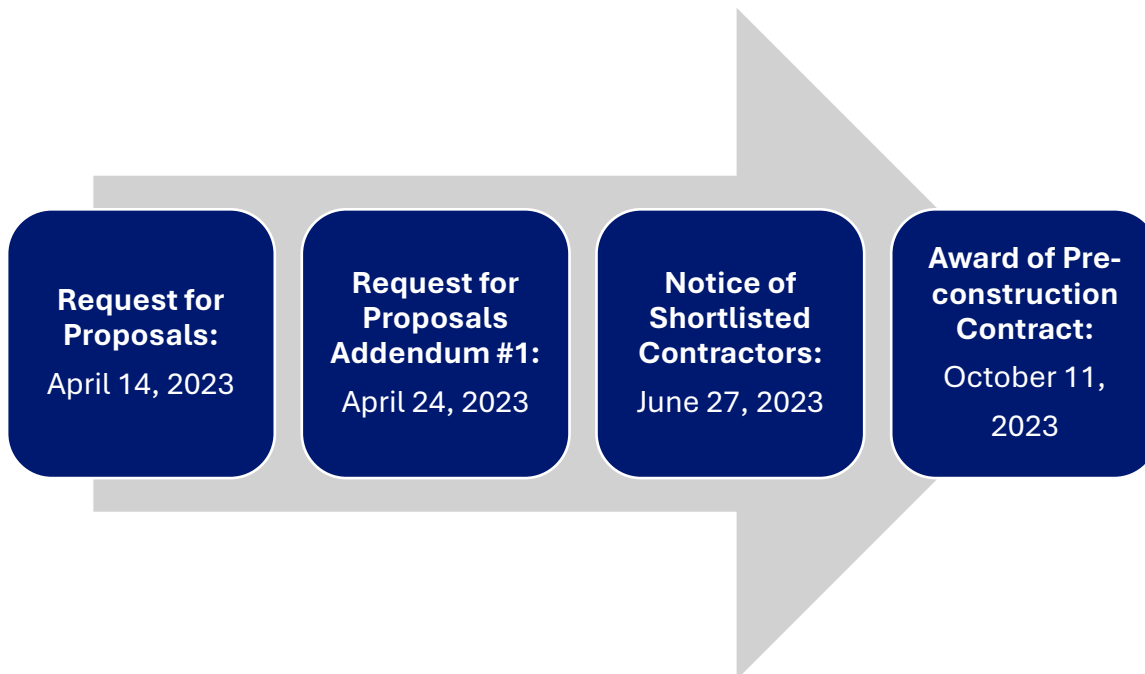 Request for
Proposals:
April 14, 2023
Request for
Proposals
Addendum #1:
April 24, 2023
Notice of
Shortlisted
Contractors:
June 27, 2023
Award of Pre-
construction
Contract:
October 11,
2023